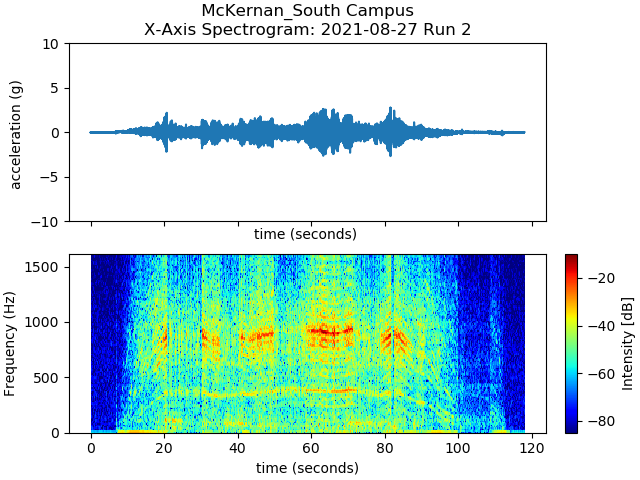 McKernan_South Campus
X-Axis Spectrogram: 2021-08-27 Run 2
10
5
0
−5
−10
acceleration (g)
time (seconds)
1500
1000
500
0
Frequency (Hz)
0 20 40 60 80 100 120
time (seconds)
−20
−40
−60
−80
Intensity [dB]